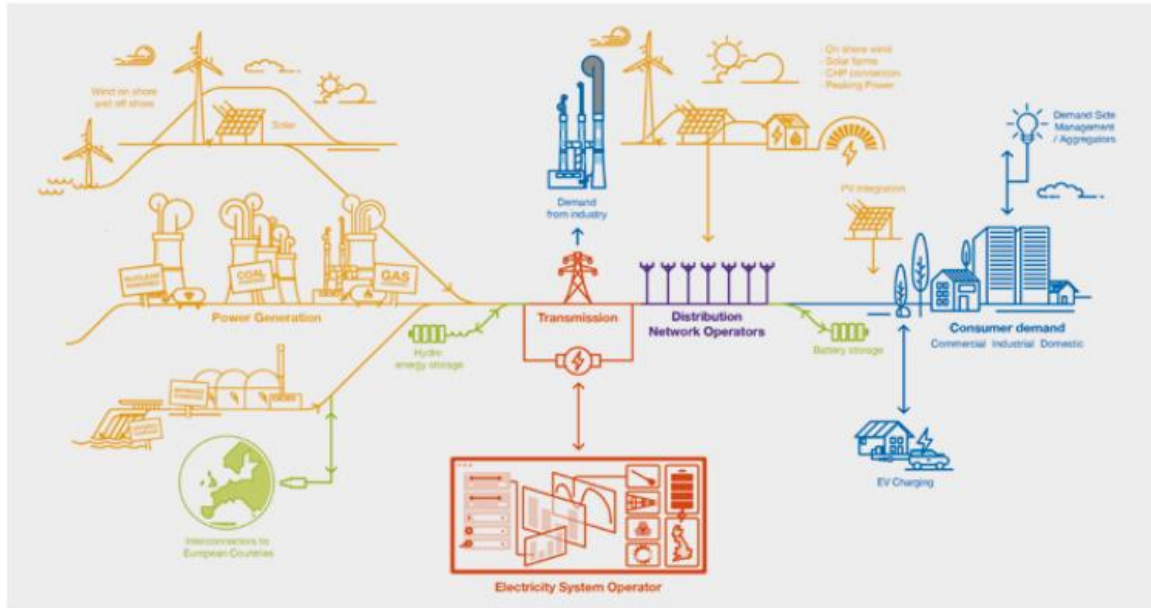 Wind on shore
and off shore
Solar
- On shore wind
- Solar farms
- CHP connection
- Peaking Power
Demand Side
Management
/ Aggregators
Demand
from industry
PV integration
COAL
GAS
Power Generation
Transmission
Distribution
Network Operators
Consumer demand
Commercial Industrial Domestic
Hydro
energy storage
Battery storage
EV Charging
Interconnectors to
European Countries
Electricity System Operator